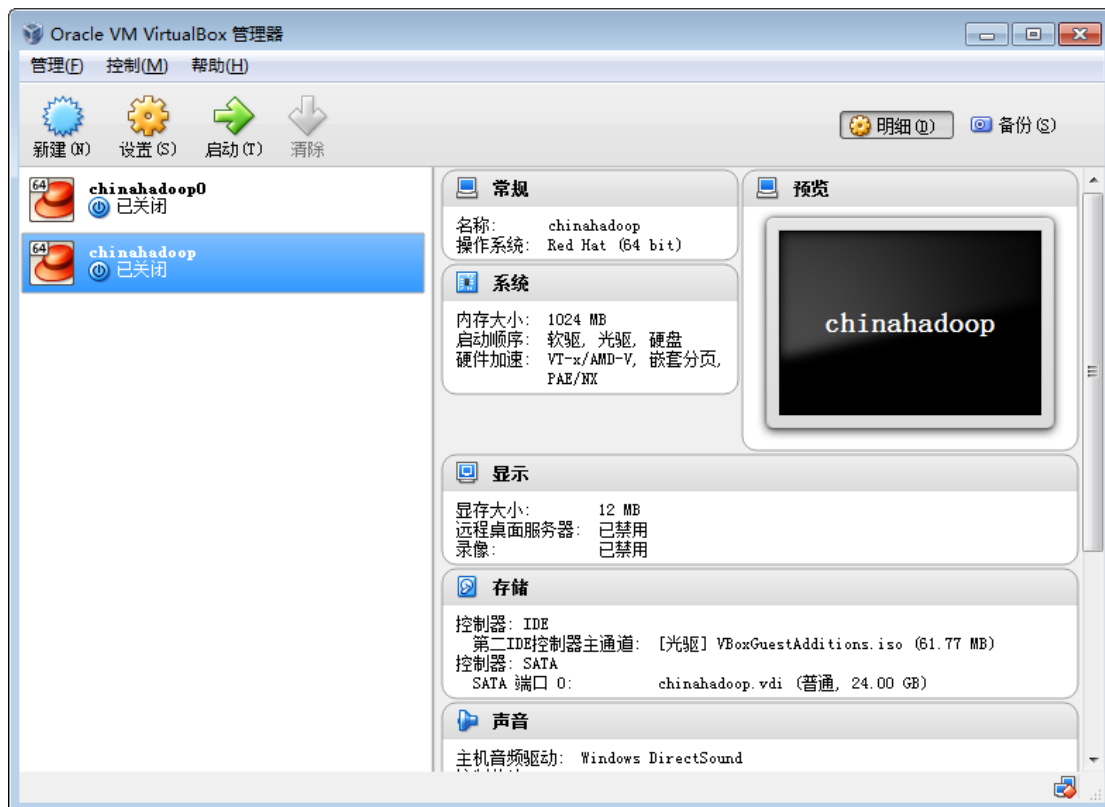 Oracle VM VirtualBox 管理器
管理(F) 控制(M) 帮助(H)
新建(N) 设置(S) 启动(T) 清除
明细(D) 备份(S)
64
chinahadoop0
已关闭
64
chinahadoop
已关闭
常规
名称: chinahadoop
操作系统: Red Hat (64 bit)
系统
内存大小: 1024 MB
启动顺序: 软驱, 光驱, 硬盘
硬件加速: VT-x/AMD-V, 嵌套分页,
PAE/NX
预览
chinahadoop
显示
显存大小: 12 MB
远程桌面服务器: 已禁用
录像: 已禁用
存储
控制器: IDE
第二IDE控制器主通道: [光驱] VBoxGuestAdditions.iso (61.77 MB)
控制器: SATA
SATA 端口 0: chinahadoop.vdi (普通, 24.00 GB)
声音
主机音频驱动: Windows DirectSound